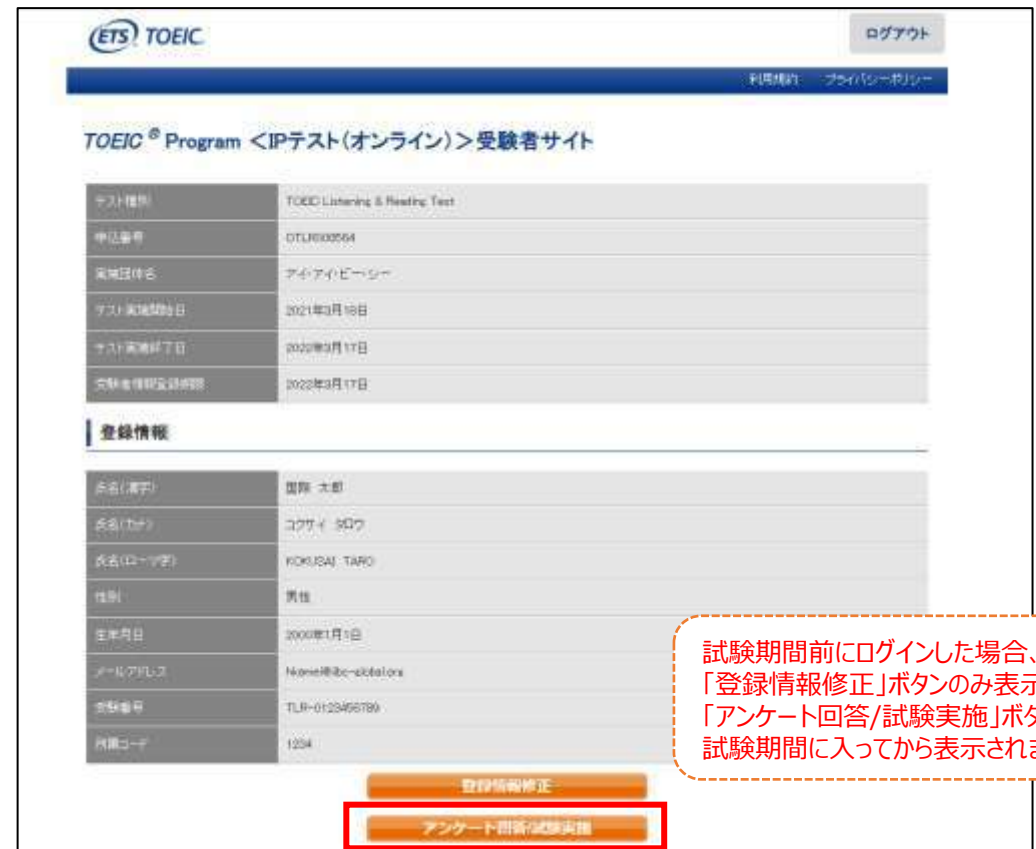 ETS TOEIC
ログアウト
利用規約 プライバシーポリシー
TOEIC ® Program ＜IPテスト(オンライン)＞受験者サイト
テスト種別 TOEIC Listening & Reading Test
申込番号
実施団体名 アイ・アイ・ビー・シー
テスト実施開始日 2021年3月18日
テスト実施終了日 2022年3月17日
受験者情報登録期限 2022年3月17日
登録情報
氏名(漢字) 国際 太郎
氏名(カナ) コクサイ タロウ
氏名(ローマ字) KOKUSAI TARO
性別 男性
生年月日 2000年1月1日
メールアドレス
受験番号 TLR-0123456789
所属コード 1234
試験期間前にログインした場合、
「登録情報修正」ボタンのみ表示
「アンケート回答/試験実施」ボタ
試験期間に入ってから表示されま
登録情報修正
アンケート回答/試験実施